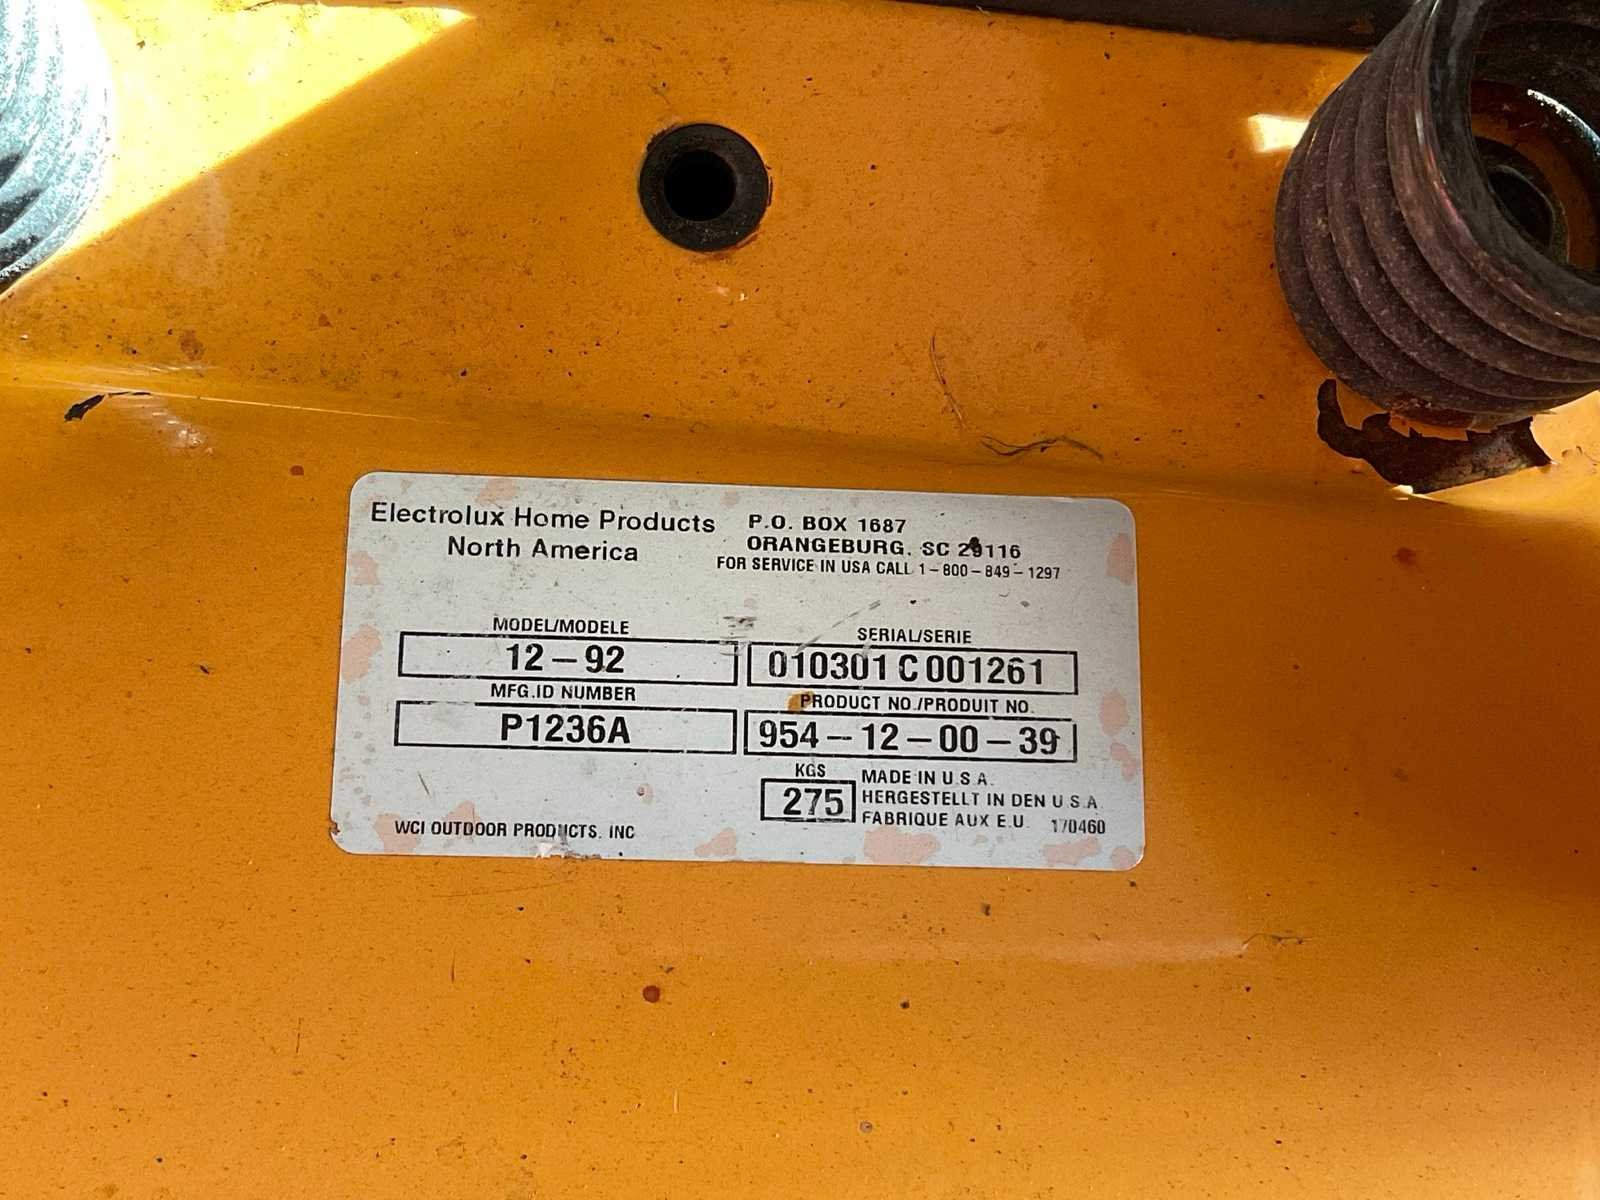 Electrolux Home Products
North America
P.O. BOX 1687
ORANGEBURG, SC 29116
FOR SERVICE IN USA CALL 1-800-849-1297
MODEL/MODELE
12-92
SERIAL/SERIE
010301 C 001261
MFG.ID NUMBER
P1236A
PRODUCT NO./PRODUIT NO.
954-12-00-39
KGS
275
MADE IN U.S.A.
HERGESTELLT IN DEN U.S.A
FABRIQUE AUX E.U.
170460
WCI OUTDOOR PRODUCTS. INC